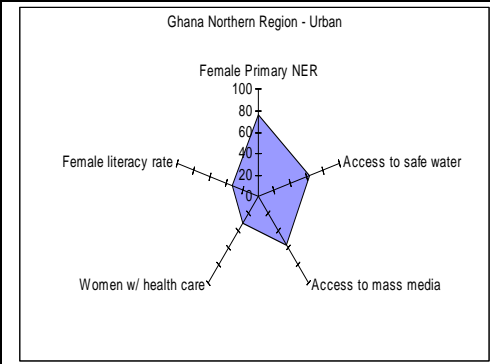 Ghana Northern Region - Urban
Female Primary NER
100
80
60
40
20
0
Female literacy rate
Access to safe water
Women w/ health care
Access to mass media